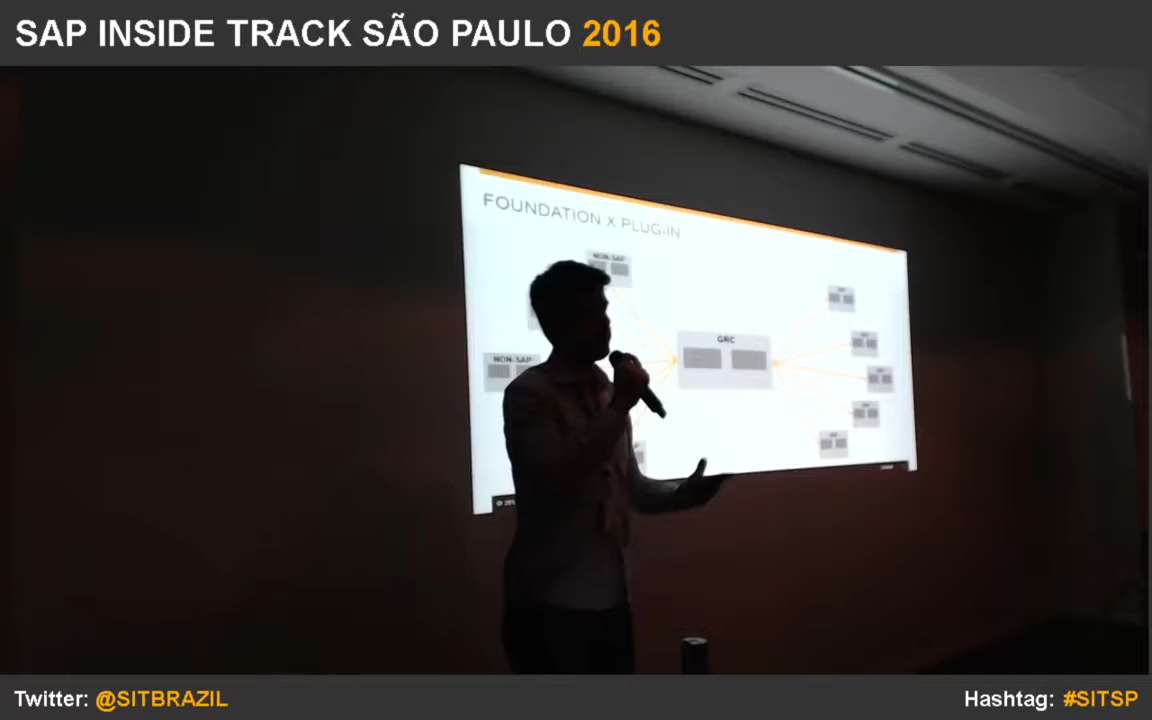 SAP INSIDE TRACK SÃO PAULO 2016
FOUNDATION X PLUG-IN
NON-SAP
GRC
NON-SAP
Twitter: @SITBRAZIL
Hashtag: #SITSP